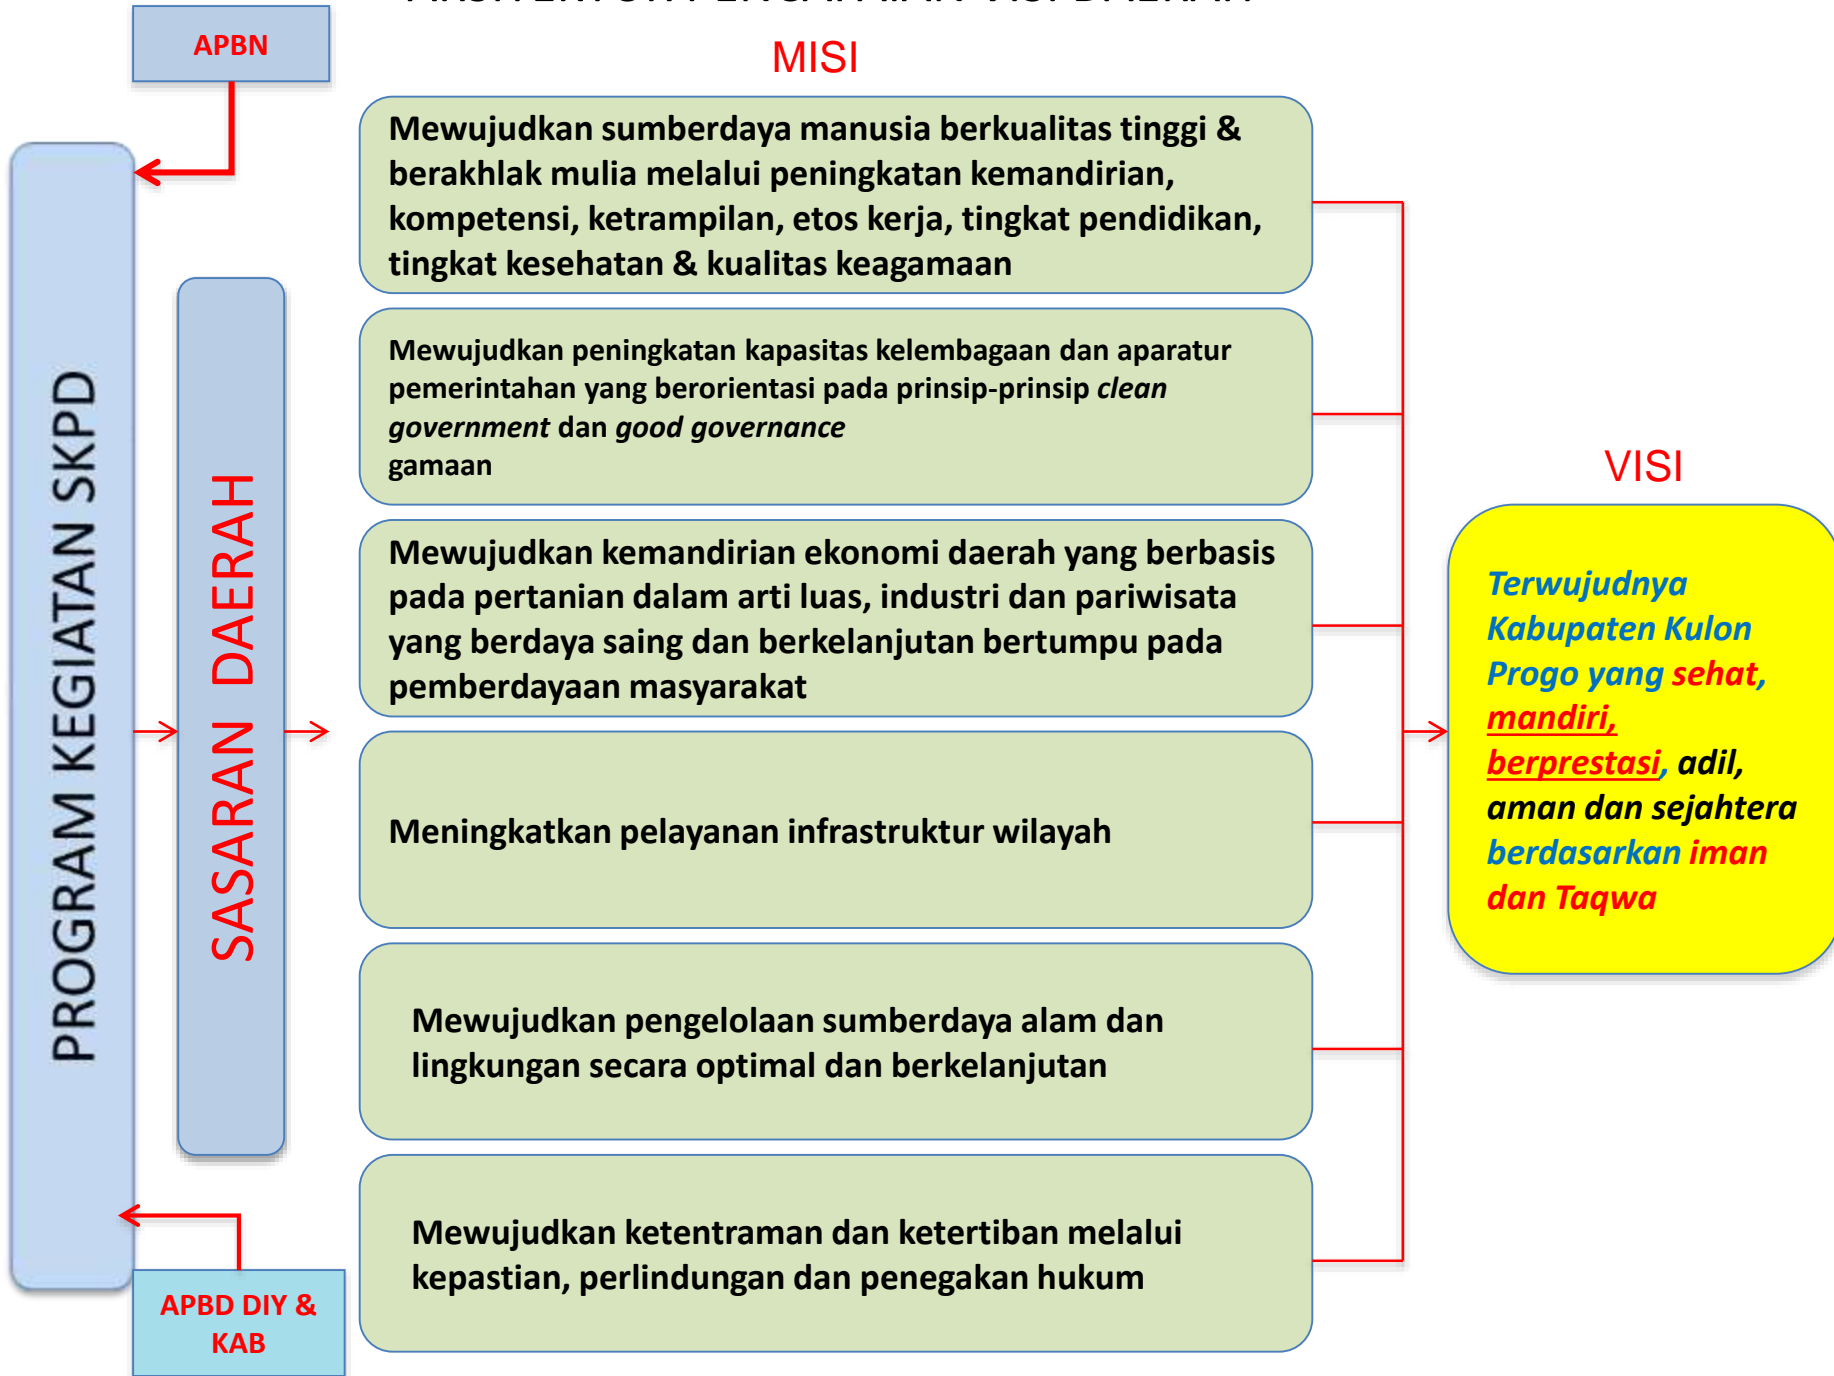 ARSITEKTUR PENCAPAIAN VISI DAERAH
APBN
MISI
Mewujudkan sumberdaya manusia berkualitas tinggi &
berakhlak mulia melalui peningkatan kemandirian,
kompetensi, ketrampilan, etos kerja, tingkat pendidikan,
tingkat kesehatan & kualitas keagamaan
Mewujudkan peningkatan kapasitas kelembagaan dan aparatur
pemerintahan yang berorientasi pada prinsip-prinsip clean
government dan good governance
gamaan
Mewujudkan kemandirian ekonomi daerah yang berbasis
pada pertanian dalam arti luas, industri dan pariwisata
yang berdaya saing dan berkelanjutan bertumpu pada
pemberdayaan masyarakat
Meningkatkan pelayanan infrastruktur wilayah
Mewujudkan pengelolaan sumberdaya alam dan
lingkungan secara optimal dan berkelanjutan
Mewujudkan ketentraman dan ketertiban melalui
kepastian, perlindungan dan penegakan hukum
PROGRAM KEGIATAN SKPD
SASARAN DAERAH
APBD DIY &
KAB
VISI
Terwujudnya
Kabupaten Kulon
Progo yang sehat,
mandiri,
berprestasi, adil,
aman dan sejahtera
berdasarkan iman
dan Taqwa